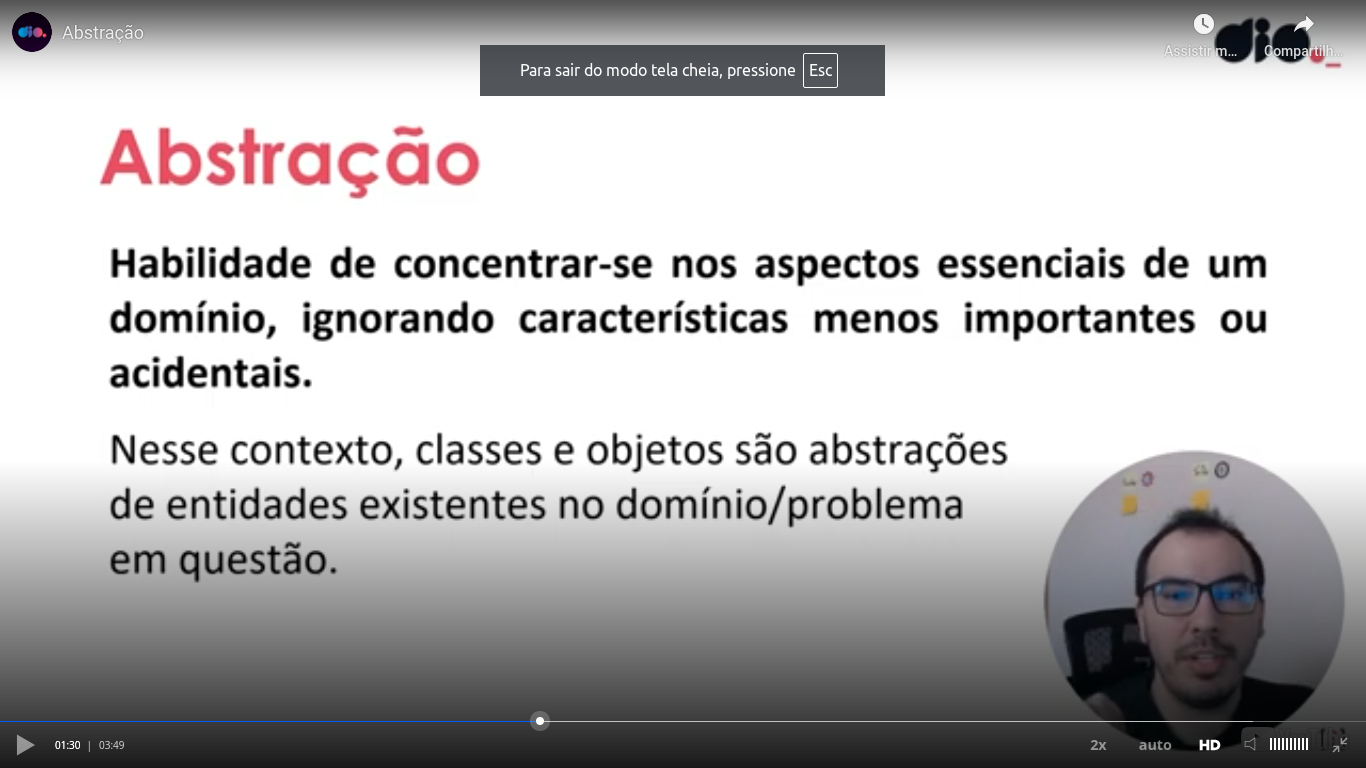 dio.
Abstração
Assistir m...
Compartilh...
dio._
Para sair do modo tela cheia, pressione Esc
Abstração
Habilidade de concentrar-se nos aspectos essenciais de um
domínio, ignorando características menos importantes ou
acidentais.
Nesse contexto, classes e objetos são abstrações
de entidades existentes no domínio/problema
em questão.
01:30 | 03:49
2x
auto
HD